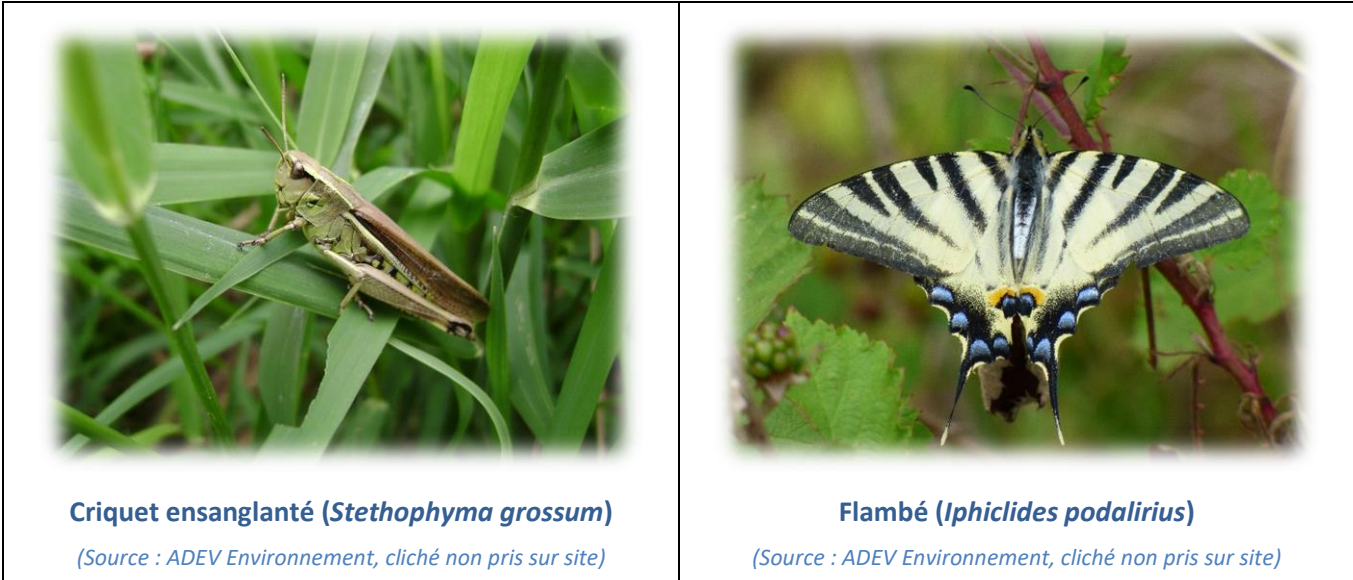 Criquet ensanglanté (Stethophyma grossum)
(Source : ADEV Environnement, cliché non pris sur site)
Flambé (Iphiclides podalirius)
(Source : ADEV Environnement, cliché non pris sur site)